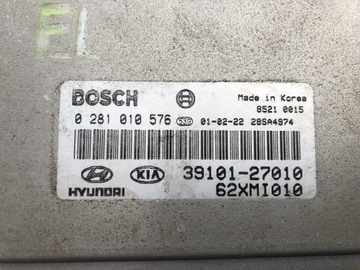 EL
BOSCH
Made in Korea
8521 0015
0 281 010 576 S39 01-02-22 28SA4974
HYUNDAI KIA 39101-27010
62XMI010